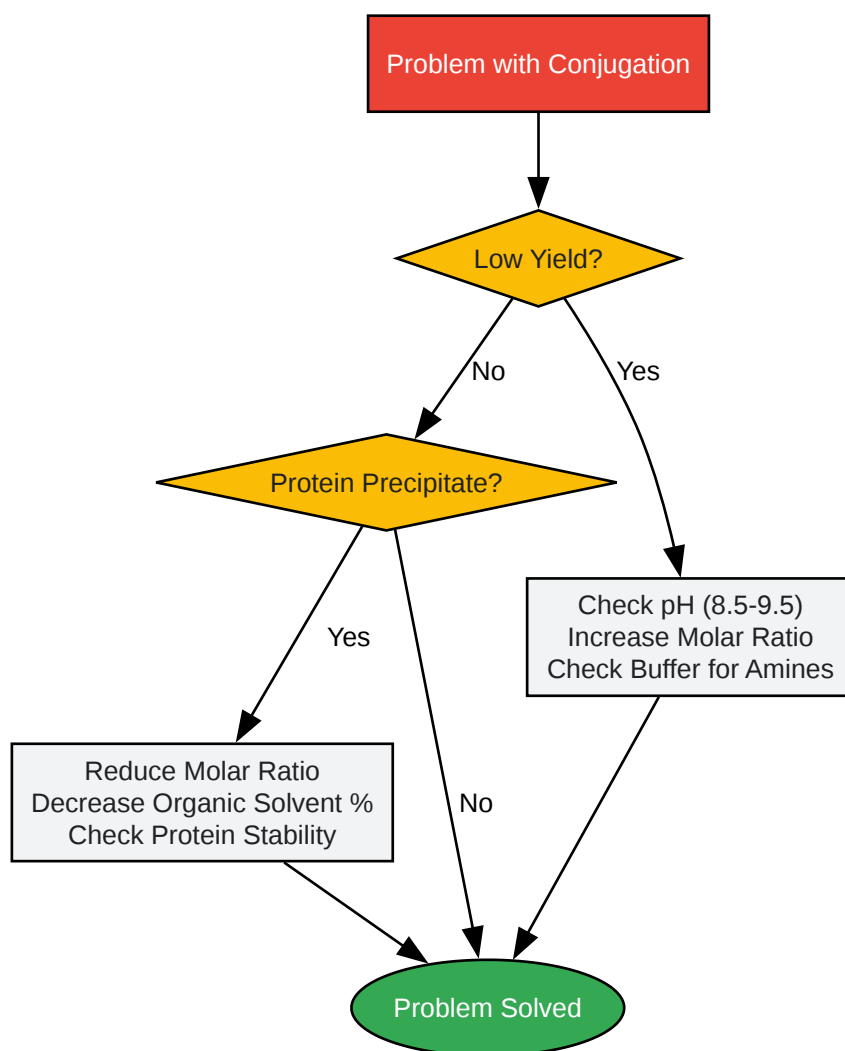 Problem with Conjugation
Low Yield?
No
Yes
Protein Precipitate?
Check pH (8.5-9.5)
Increase Molar Ratio
Check Buffer for Amines
Yes
Reduce Molar Ratio
Decrease Organic Solvent %
Check Protein Stability
No
Problem Solved